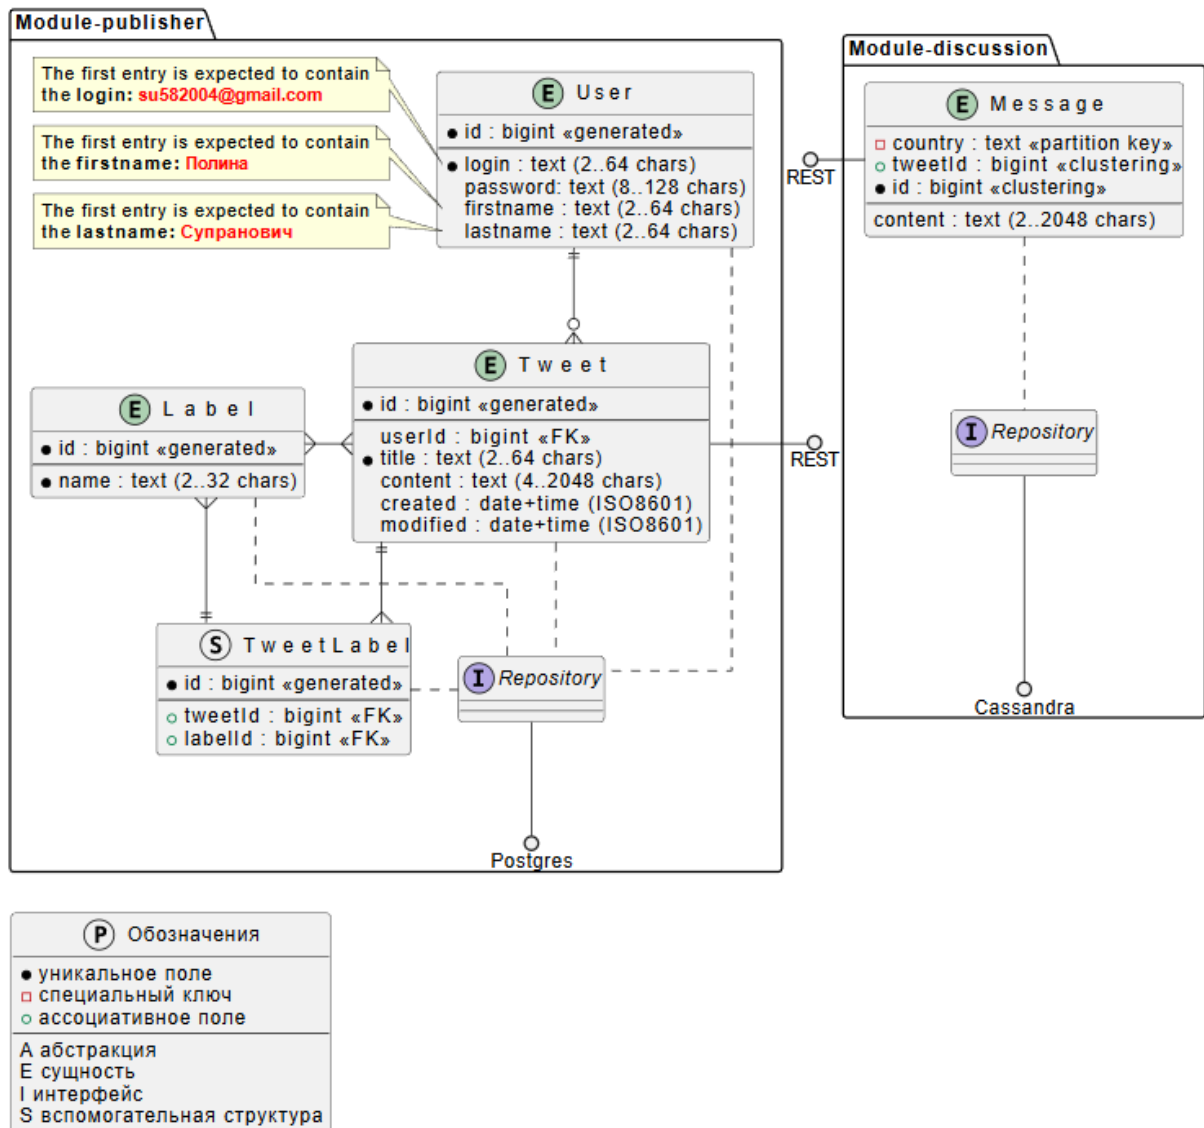 Module-publisher
The first entry is expected to contain
the login: su582004@gmail.com
The first entry is expected to contain
the firstname: Полина
The first entry is expected to contain
the lastname: Супранович
E User
id : bigint «generated»
login : text (2..64 chars)
password: text (8..128 chars)
firstname : text (2..64 chars)
lastname : text (2..64 chars)
E Label
id : bigint «generated»
name : text (2..32 chars)
E Tweet
id : bigint «generated»
userId : bigint «FK»
title : text (2..64 chars)
content : text (4..2048 chars)
created : date+time (ISO8601)
modified : date+time (ISO8601)
S TweetLabel
id : bigint «generated»
tweetId : bigint «FK»
labelId : bigint «FK»
I Repository
Postgres
REST
REST
Module-discussion
E Message
country : text «partition key»
tweetId : bigint «clustering»
id : bigint «clustering»
content : text (2..2048 chars)
I Repository
Cassandra
P Обозначения
уникальное поле
специальный ключ
ассоциативное поле
A абстракция
E сущность
I интерфейс
S вспомогательная структура